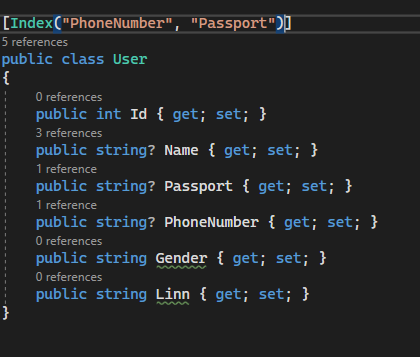 [Index("PhoneNumber", "Passport")]
5 references
public class User
{
0 references
public int Id { get; set; }
3 references
public string? Name { get; set; }
1 reference
public string? Passport { get; set; }
1 reference
public string? PhoneNumber { get; set; }
0 references
public string Gender { get; set; }
0 references
public string Linn { get; set; }
}